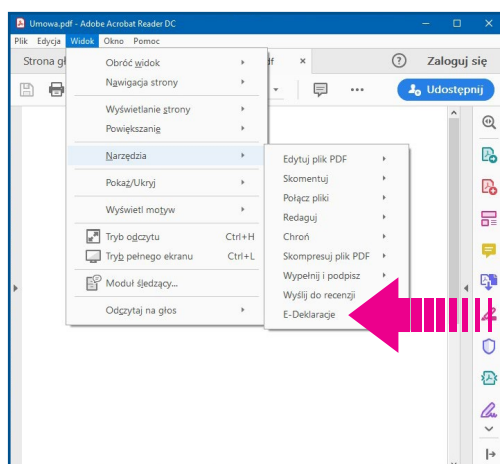 Umowa.pdf - Adobe Acrobat Reader DC
Plik Edycja Widok Okno Pomoc
Strona gł
df ×
Zaloguj się
Udostępnij
Obróć widok
Nawigacja strony
Wyświetlanie strony
Powiększanie
Narzędzia
Pokaż/Ukryj
Wyświetl motyw
Tryb odczytu Ctrl+H
Tryb pełnego ekranu Ctrl+L
Moduł śledzący...
Odczytaj na głos
Edytuj plik PDF
Skomentuj
Połącz pliki
Redaguj
Chroń
Skompresuj plik PDF
Wypełnij i podpisz
Wyślij do recenzji
E-Deklaracje